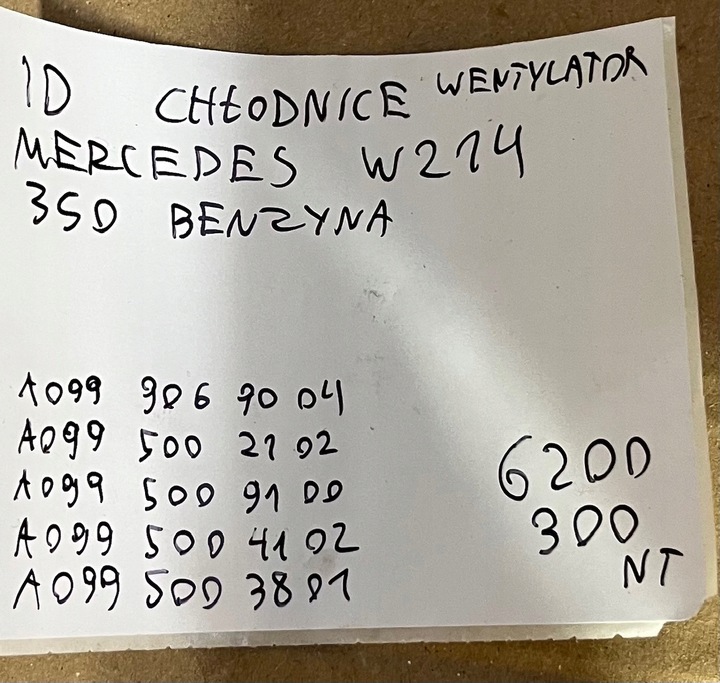 ID CHŁODNICE WENTYLATOR
MERCEDES W214
350 BENZYNA
A099 906 90 04
A099 500 21 02
A099 500 91 00
A099 500 41 02
A099 500 38 01
6200
300
NT